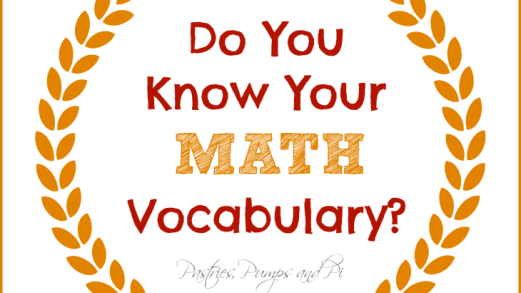 Do You
Know Your
MATH
Vocabulary?
Pastries, Pumps and Pi